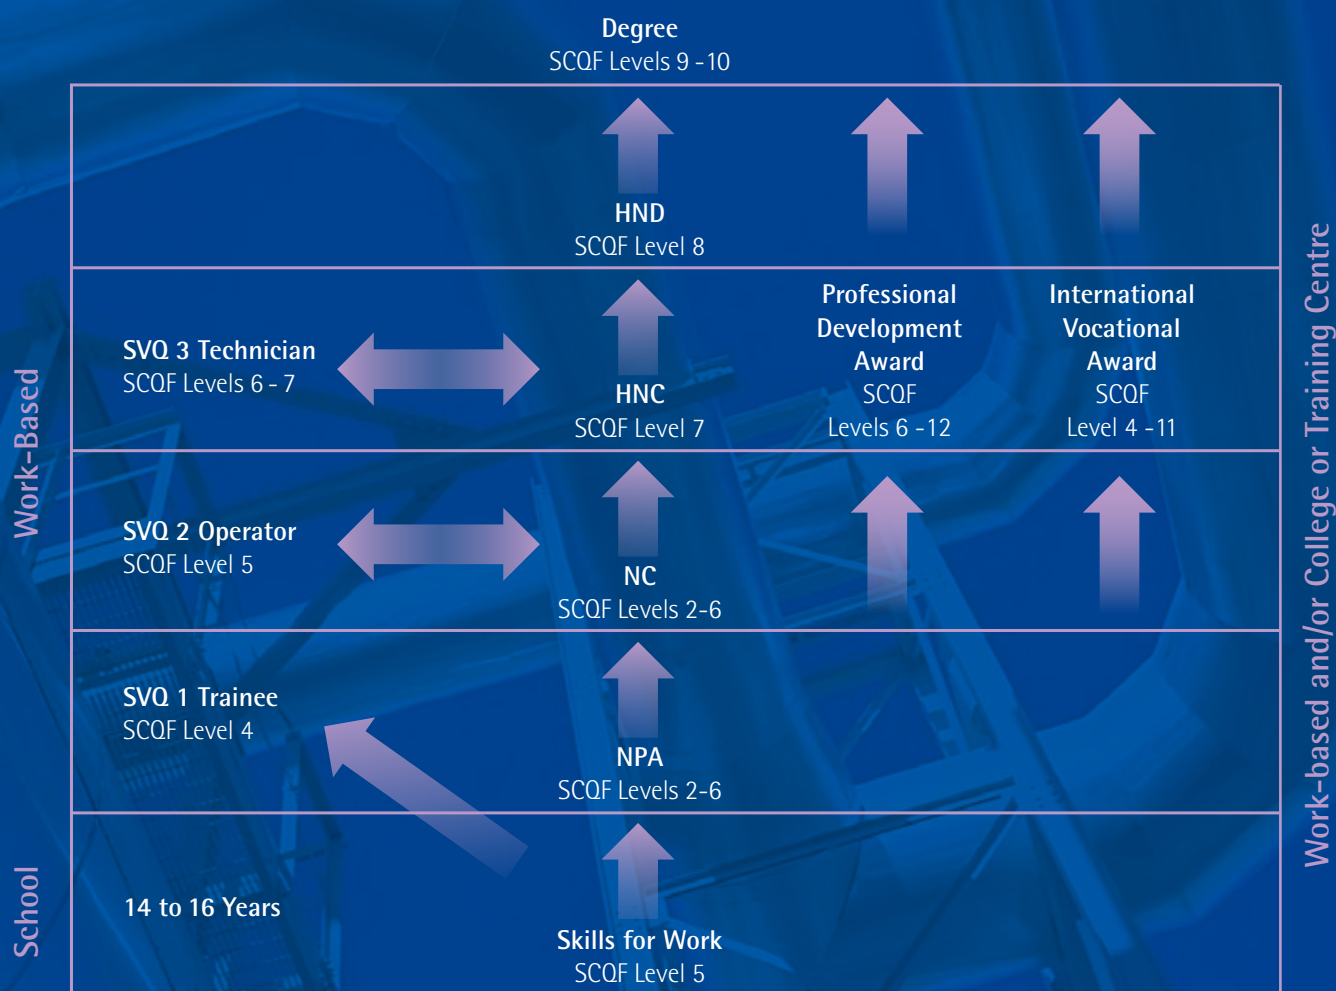 Degree
SCQF Levels 9 -10
HND
SCQF Level 8
SVQ 3 Technician
SCQF Levels 6 - 7
HNC
SCQF Level 7
Professional
Development
Award
SCQF
Levels 6 -12
International
Vocational
Award
SCQF
Level 4 -11
SVQ 2 Operator
SCQF Level 5
NC
SCQF Levels 2-6
SVQ 1 Trainee
SCQF Level 4
NPA
SCQF Levels 2-6
14 to 16 Years
Skills for Work
SCQF Level 5
Work-Based
School
Work-based and/or College or Training Centre